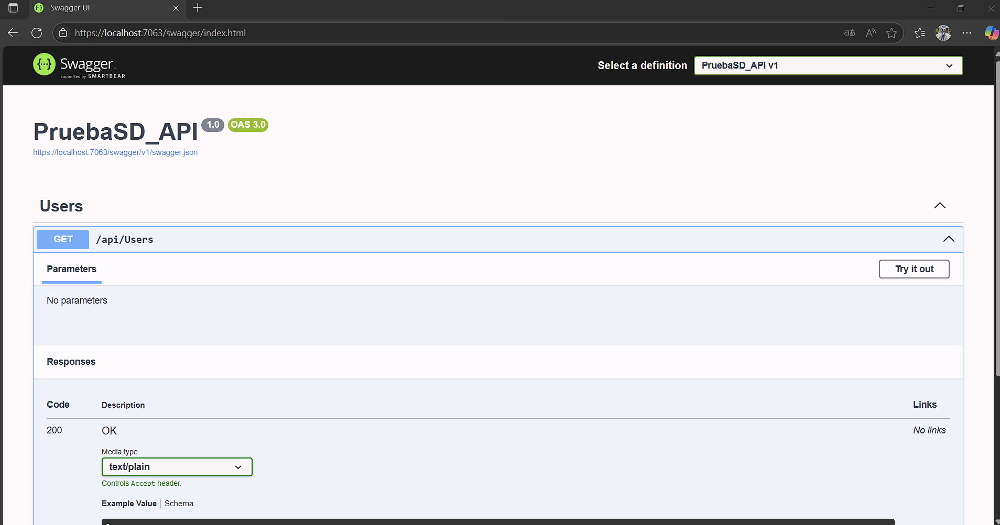 Swagger UI
https://localhost:7063/swagger/index.html
Swagger
Supported by SMARTBEAR
Select a definition
PruebaSD_API v1
PruebaSD_API 1.0 OAS 3.0
https://localhost:7063/swagger/v1/swagger.json
Users
GET /api/Users
Parameters
Try it out
No parameters
Responses
Code Description Links
200 OK No links
Media type
text/plain
Controls Accept header.
Example Value Schema